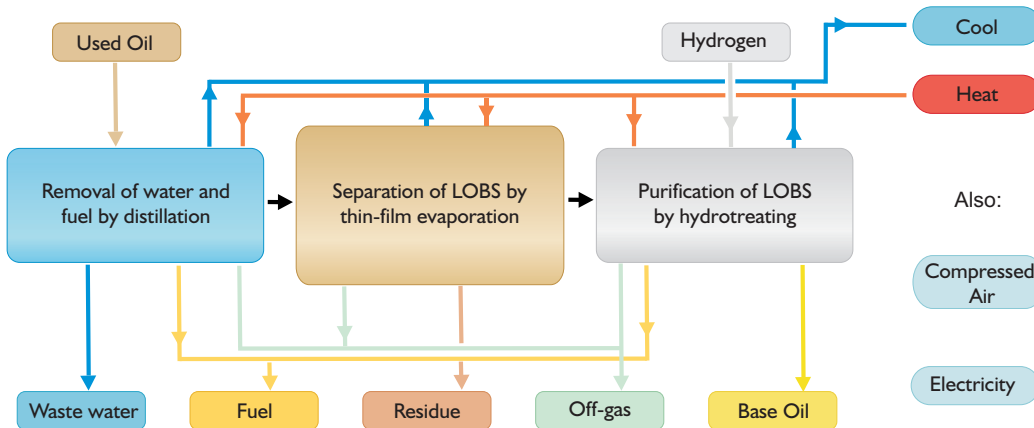 Used Oil
Hydrogen
Cool
Heat
Removal of water and
fuel by distillation
Separation of LOBS by
thin-film evaporation
Purification of LOBS
by hydrotreating
Also:
Compressed
Air
Electricity
Waste water
Fuel
Residue
Off-gas
Base Oil